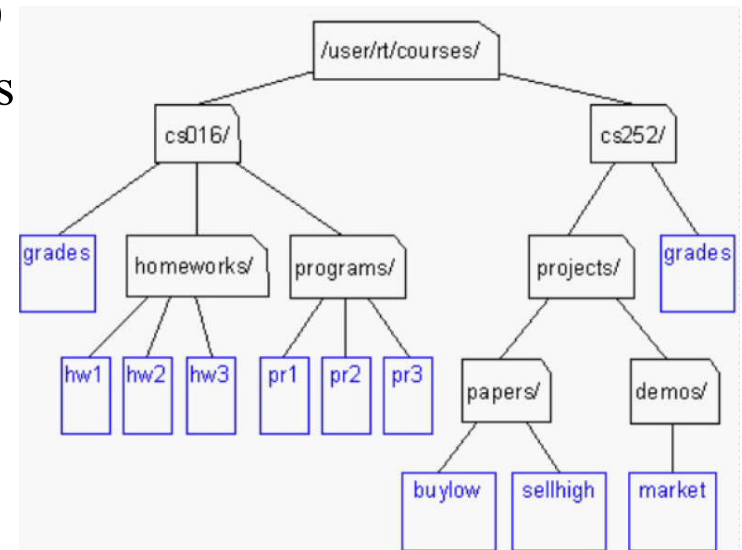 )
s
/user/rt/courses/
cs016/ cs252/
grades homeworks/ programs/ projects/ grades
hw1 hw2 hw3 pr1 pr2 pr3 papers/ demos/
buylow sellhigh market